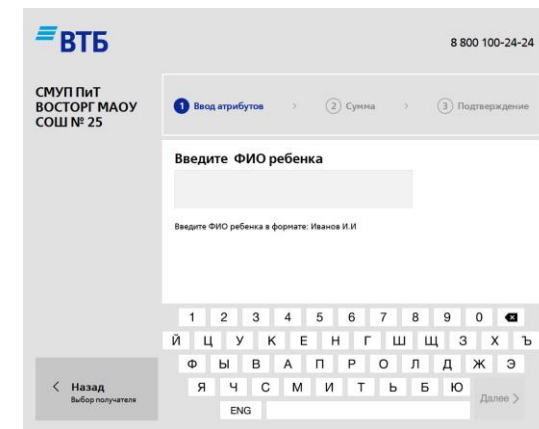 ВТБ
8 800 100-24-24
СМУП ПиТ
ВОСТОРГ МАОУ
СОШ № 25
1 Ввод атрибутов > 2 Сумма > 3 Подтверждение
Введите ФИО ребенка
Введите ФИО ребенка в формате: Иванов И.И
1 2 3 4 5 6 7 8 9 0
Й Ц У К Е Н Г Ш Щ З Х Ъ
Ф Ы В А П Р О Л Д Ж Э
Я Ч С М И Т Ь Б Ю
ENG
< Назад
Выбор получателя
Далее >